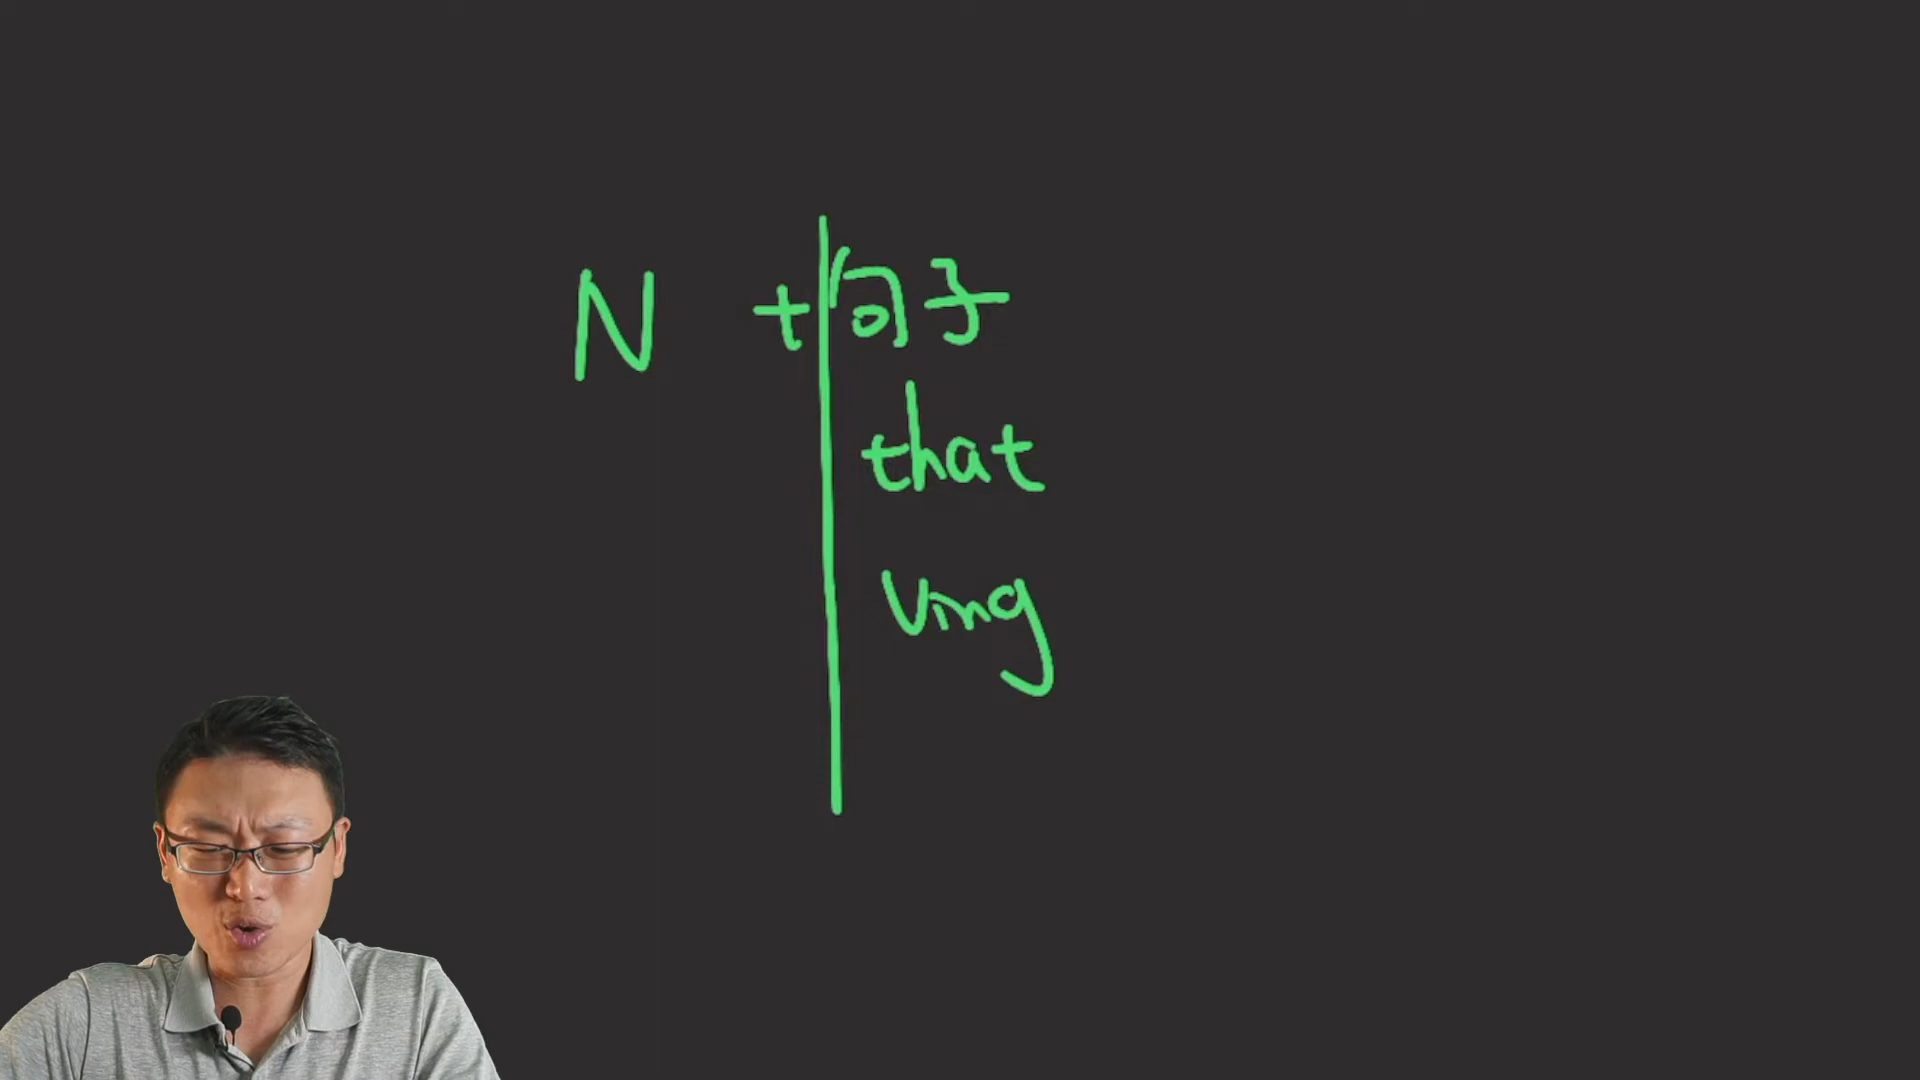 N + 句子
that
Ving